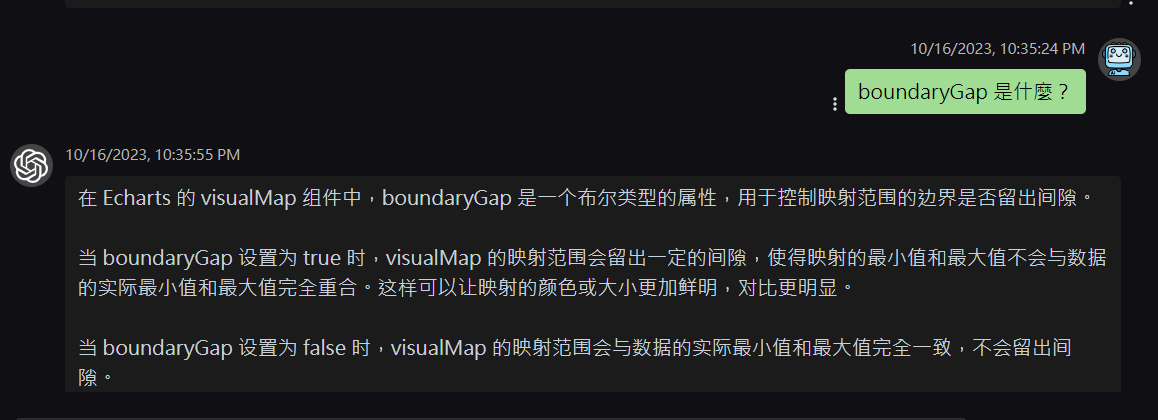 10/16/2023, 10:35:24 PM
boundaryGap 是什麼？
10/16/2023, 10:35:55 PM
在 Echarts 的 visualMap 组件中，boundaryGap 是一个布尔类型的属性，用于控制映射范围的边界是否留出间隙。
当 boundaryGap 设置为 true 时，visualMap 的映射范围会留出一定的间隙，使得映射的最小值和最大值不会与数据
的实际最小值和最大值完全重合。这样可以让映射的颜色或大小更加鲜明，对比更明显。
当 boundaryGap 设置为 false 时，visualMap 的映射范围会与数据的实际最小值和最大值完全一致，不会留出间
隙。